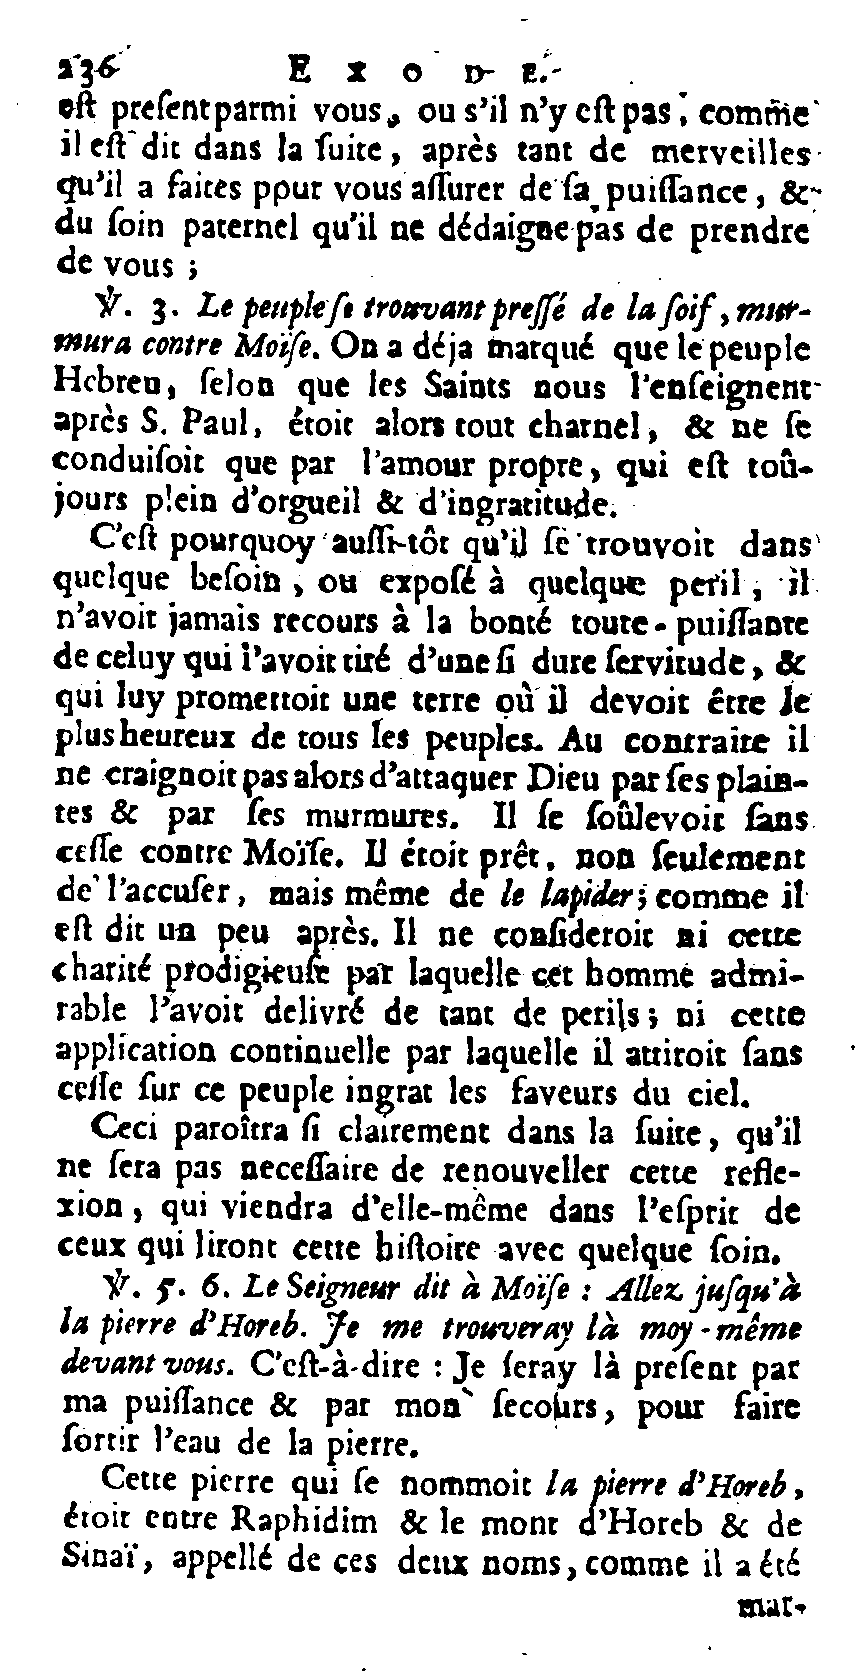 236 EXODE.
est presentparmi vous, ou s'il n'y est pas, comme
il est dit dans la suite, après tant de merveilles
qu'il a faites ppur vous assurer de sa puissance, &
du soin paternel qu'il ne dédaigne pas de prendre
de vous ;
℣. 3. Le peuple se trouvant pressé de la soif, mur-
mura contre Moïse. On a déja marqué que le peuple
Hebreu, selon que les Saints nous l'enseignent
après S. Paul, étoit alors tout charnel, & ne se
conduisoit que par l'amour propre, qui est toû-
jours plein d'orgueil & d'ingratitude.
C'est pourquoy aussi-tôt qu'il se trouvoit dans
quelque besoin, ou exposé à quelque peril, il
n'avoit jamais recours à la bonté toute-puissante
de celuy qui l'avoit tiré d'une si dure servitude, &
qui luy promettoit une terre où il devoit être le
plus heureux de tous les peuples. Au contraire il
ne craignoit pas alors d'attaquer Dieu par ses plain-
tes & par ses murmures. Il se soûlevoit sans
cesse contre Moïse. Il étoit prêt, non seulement
de l'accuser, mais même de le lapider; comme il
est dit un peu après. Il ne consideroit ni cette
charité prodigieuse par laquelle cet homme admi-
rable l'avoit delivré de tant de perils; ni cette
application continuelle par laquelle il attiroit sans
cesse sur ce peuple ingrat les faveurs du ciel.
Ceci paroîtra si clairement dans la suite, qu'il
ne sera pas necessaire de renouveller cette refle-
xion, qui viendra d'elle-même dans l'esprit de
ceux qui liront cette histoire avec quelque soin.
℣. 5. 6. Le Seigneur dit à Moïse : Allez jusqu'à
la pierre d'Horeb. Je me trouveray là moy-même
devant vous. C'est-à-dire : Je seray là present par
ma puissance & par mon secours, pour faire
sortir l'eau de la pierre.
Cette pierre qui se nommoit la pierre d'Horeb,
étoit entre Raphidim & le mont d'Horeb & de
Sinaï, appellé de ces deux noms, comme il a été
mar-